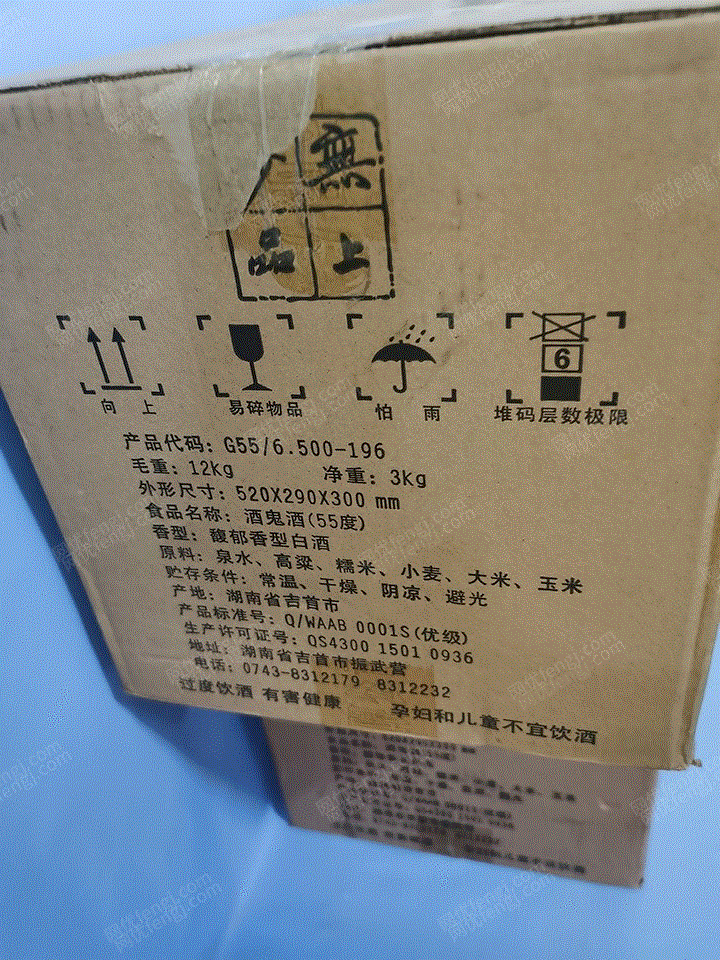 無
品 上
6
向 上 易碎物品 怕 雨 堆码层数极限
产品代码: G55/6.500-196
毛重: 12Kg 净重: 3Kg
外形尺寸: 520X290X300 mm
食品名称: 酒鬼酒(55度)
香型: 馥郁香型白酒
原料: 泉水、高粱、糯米、小麦、大米、玉米
贮存条件: 常温、干燥、阴凉、避光
产地: 湖南省吉首市
产品标准号: Q/WAAB 0001S(优级)
生产许可证号: QS4300 1501 0936
地址: 湖南省吉首市振武营
电话: 0743-8312179 8312232
过度饮酒 有害健康 孕妇和儿童不宜饮酒